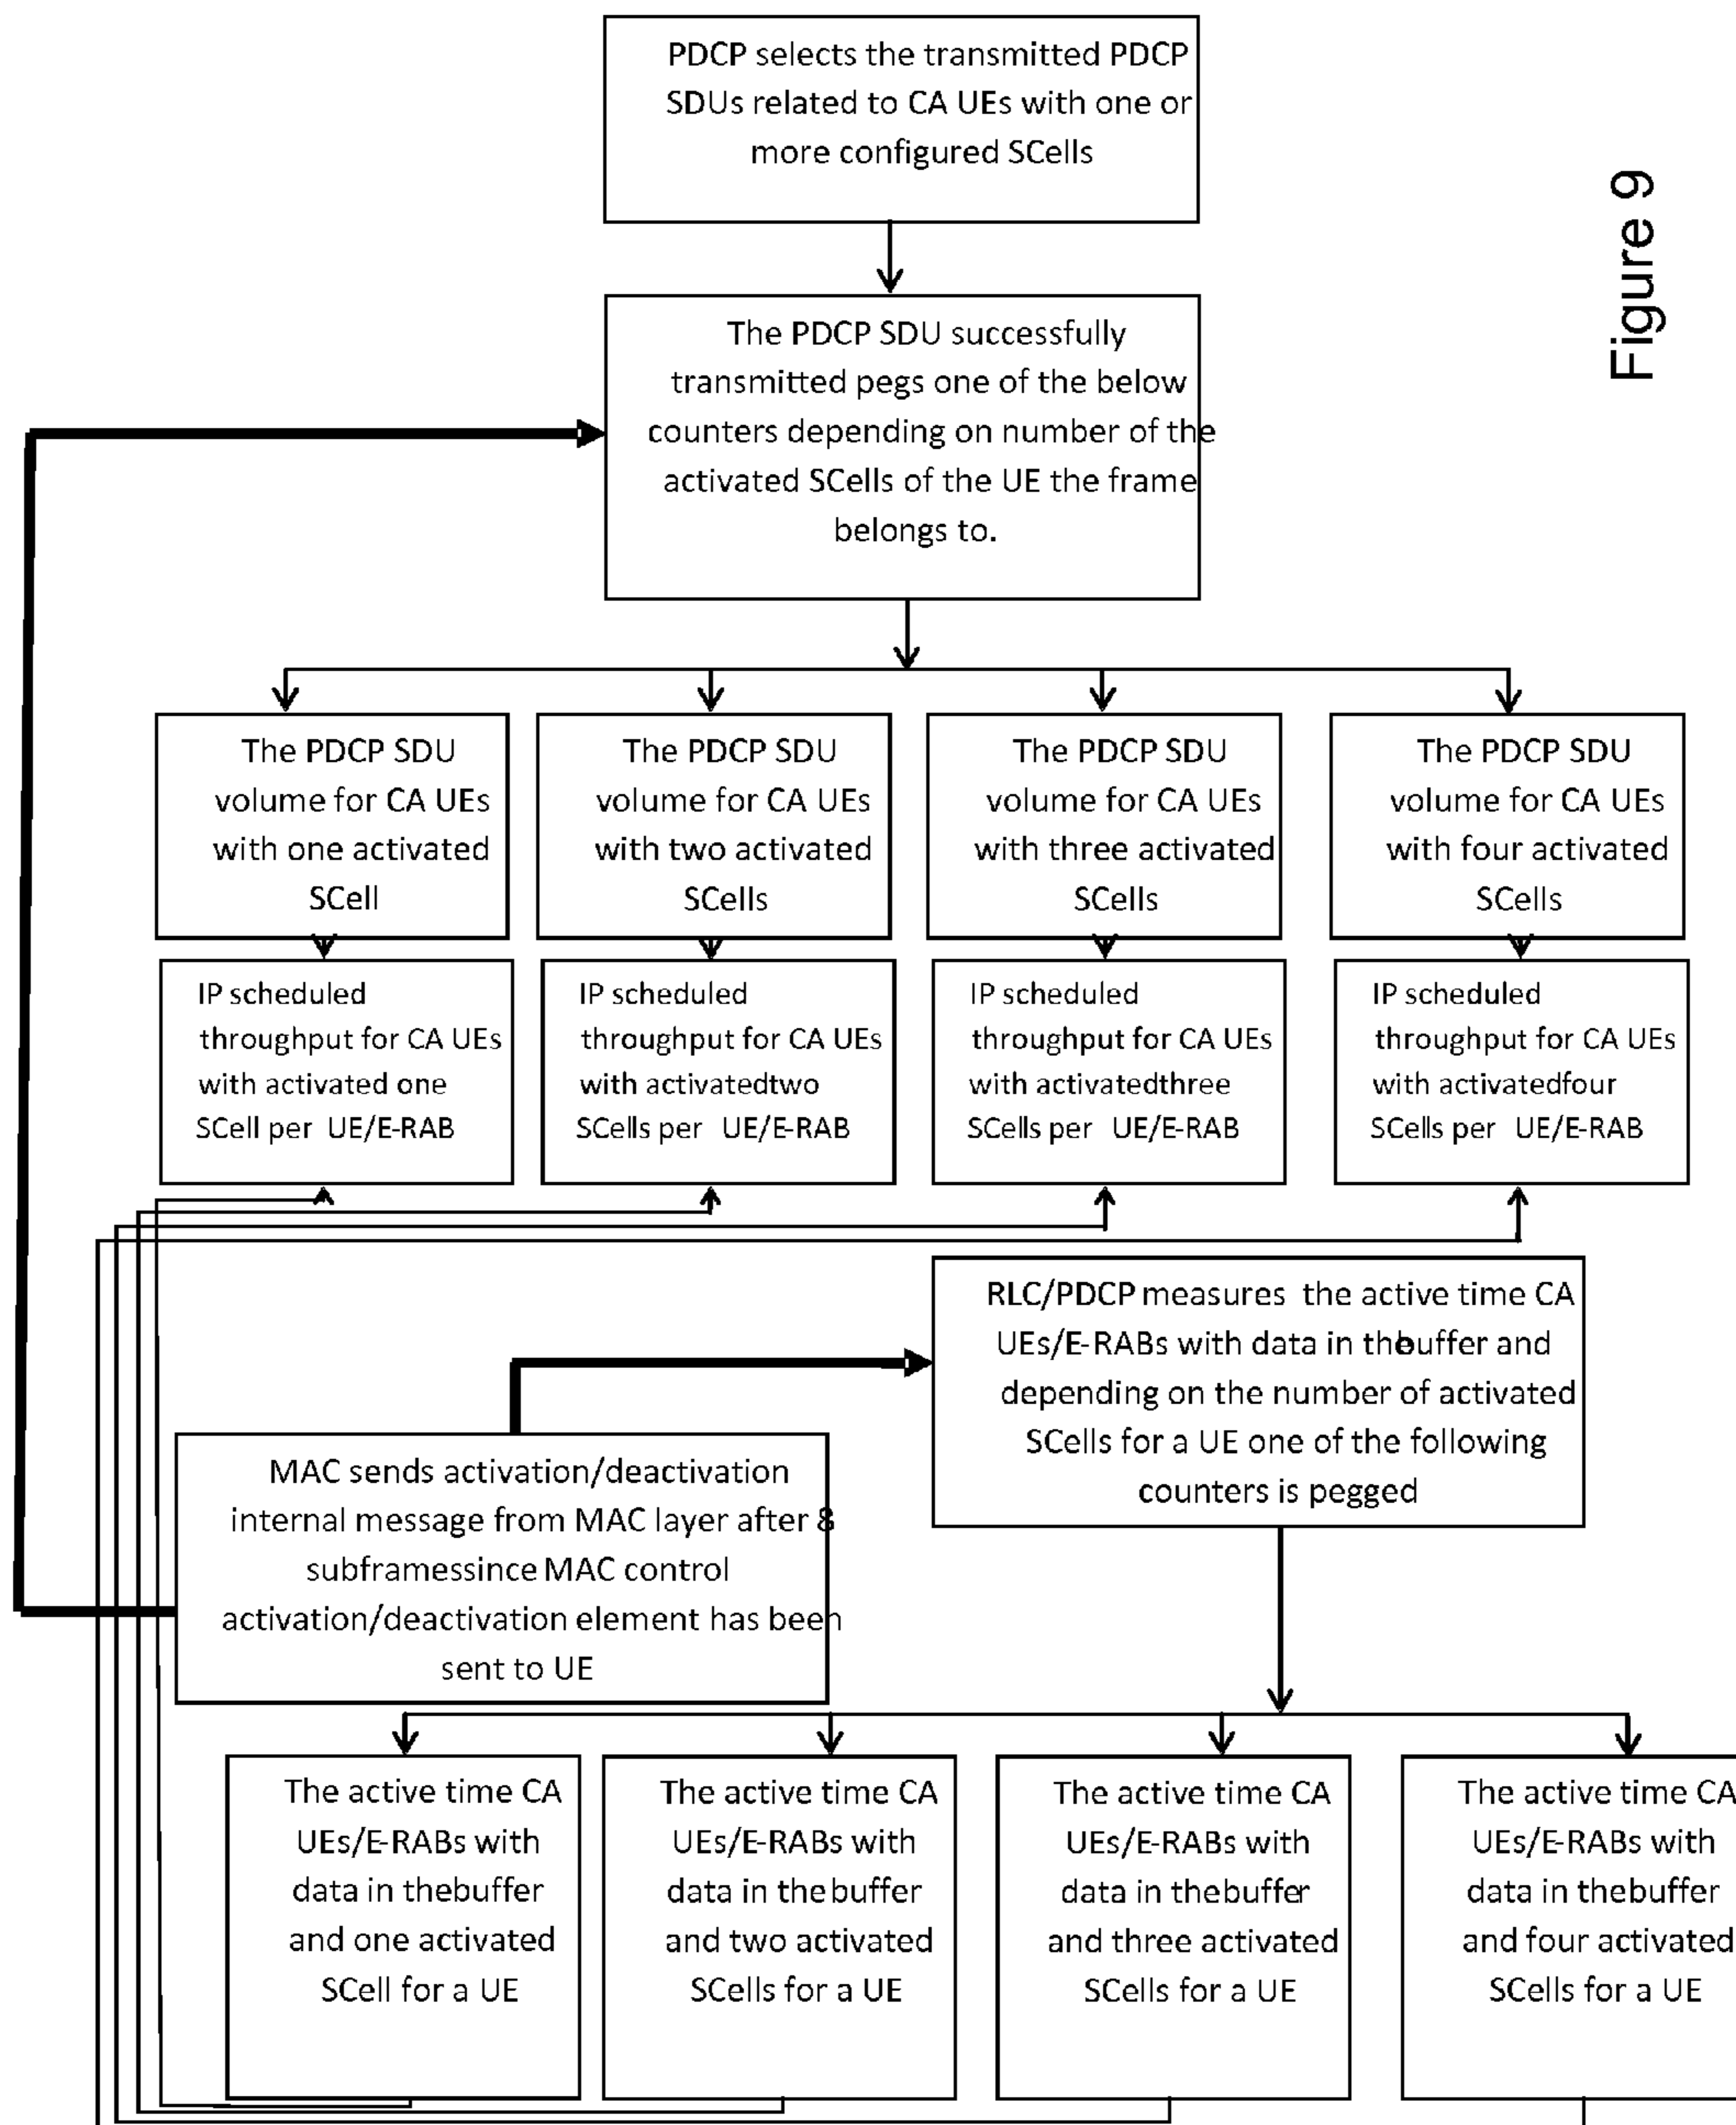 PDCP selects the transmitted PDCP
SDUs related to CA UEs with one or
more configured SCells
Figure 9
The PDCP SDU successfully
transmitted pegs one of the below
counters depending on number of the
activated SCells of the UE the frame
belongs to.
The PDCP SDU
volume for CA UEs
with one activated
SCell
The PDCP SDU
volume for CA UEs
with two activated
SCells
The PDCP SDU
volume for CA UEs
with three activated
SCells
The PDCP SDU
volume for CA UEs
with four activated
SCells
IP scheduled
throughput for CA UEs
with activated one
SCell per UE/E-RAB
IP scheduled
throughput for CA UEs
with activatedtwo
SCells per UE/E-RAB
IP scheduled
throughput for CA UEs
with activatedthree
SCells per UE/E-RAB
IP scheduled
throughput for CA UEs
with activatedfour
SCells per UE/E-RAB
RLC/PDCP measures the active time CA
UEs/E-RABs with data in thebuffer and
depending on the number of activated
SCells for a UE one of the following
counters is pegged
MAC sends activation/deactivation
internal message from MAC layer after 8
subframessince MAC control
activation/deactivation element has been
sent to UE
The active time CA
UEs/E-RABs with
data in thebuffer
and one activated
SCell for a UE
The active time CA
UEs/E-RABs with
data in thebuffer
and two activated
SCells for a UE
The active time CA
UEs/E-RABs with
data in thebuffer
and three activated
SCells for a UE
The active time CA
UEs/E-RABs with
data in thebuffer
and four activated
SCells for a UE